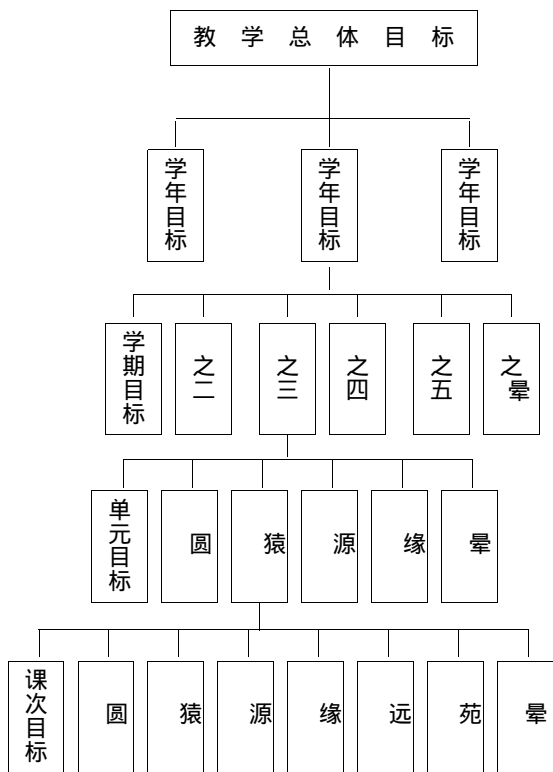 教学总体目标
学年目标
学年目标
学年目标
学期目标
之二
之三
之四
之五
之晕
单元目标
圆
猿
源
缘
晕
课次目标
圆
猿
源
缘
远
苑
晕